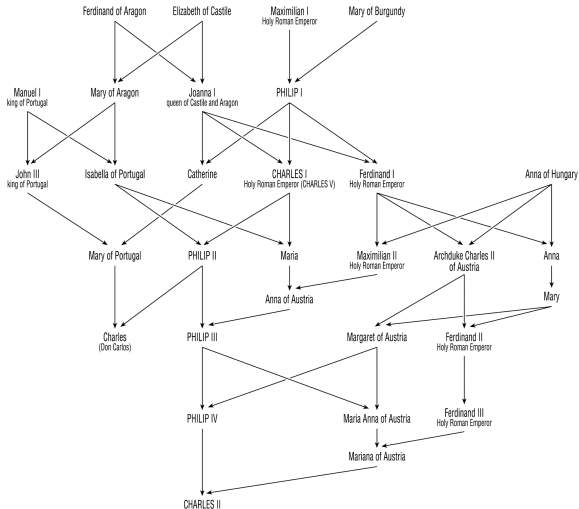 Ferdinand of Aragon
Elizabeth of Castile
Maximilian I
Holy Roman Emperor
Mary of Burgundy
Manuel I
king of Portugal
Mary of Aragon
Joanna I
queen of Castile and Aragon
PHILIP I
John III
king of Portugal
Isabella of Portugal
Catherine
CHARLES I
Holy Roman Emperor (CHARLES V)
Ferdinand I
Holy Roman Emperor
Anna of Hungary
Mary of Portugal
PHILIP II
Maria
Maximilian II
Holy Roman Emperor
Archduke Charles II
of Austria
Anna
Anna of Austria
Mary
Charles
(Don Carlos)
PHILIP III
Margaret of Austria
Ferdinand II
Holy Roman Emperor
PHILIP IV
Maria Anna of Austria
Ferdinand III
Holy Roman Emperor
Mariana of Austria
CHARLES II